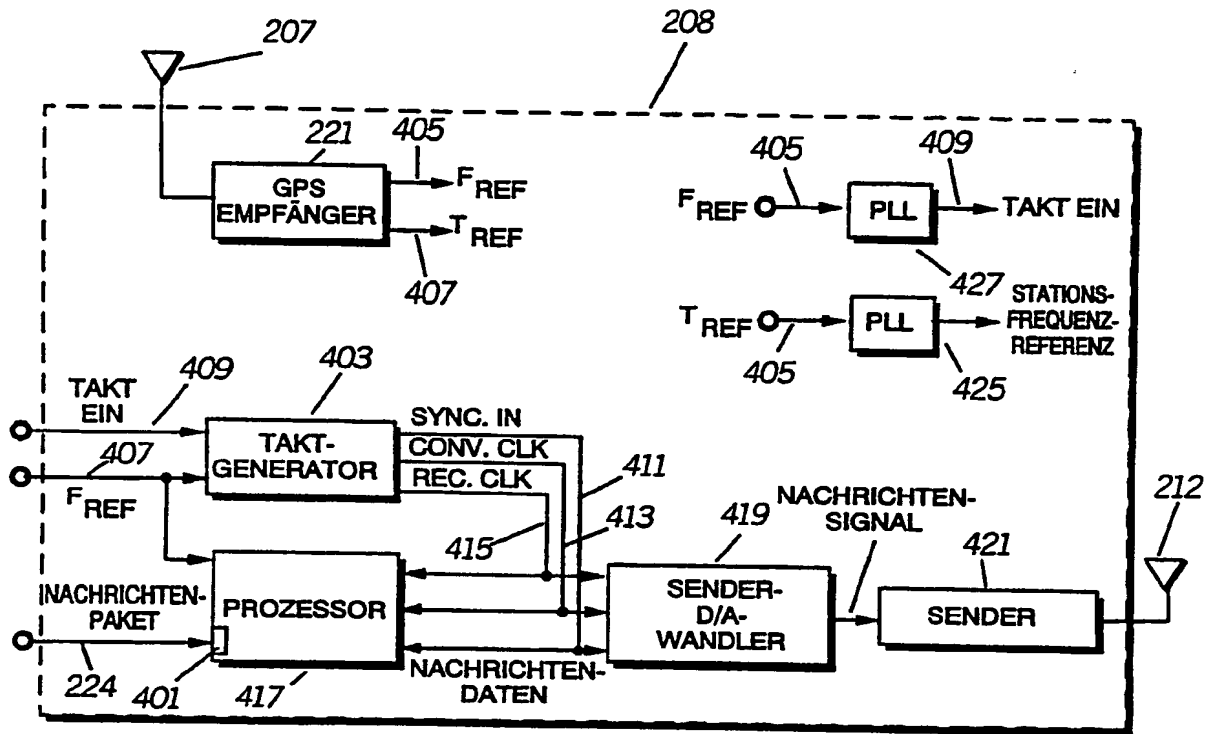 207
208
221
GPS
EMPFÄNGER
405
F REF
T REF
407
405
409
F REF
PLL
TAKT EIN
427
T REF
405
PLL
425
STATIONS-
FREQUENZ-
REFERENZ
TAKT
EIN
409
403
TAKT-
GENERATOR
SYNC. IN
CONV. CLK
REC. CLK
407
F REF
411
413
415
NACHRICHTEN-
PAKET
224
401
PROZESSOR
417
NACHRICHTEN-
DATEN
419
SENDER-
D/A-
WANDLER
NACHRICHTEN-
SIGNAL
421
SENDER
212